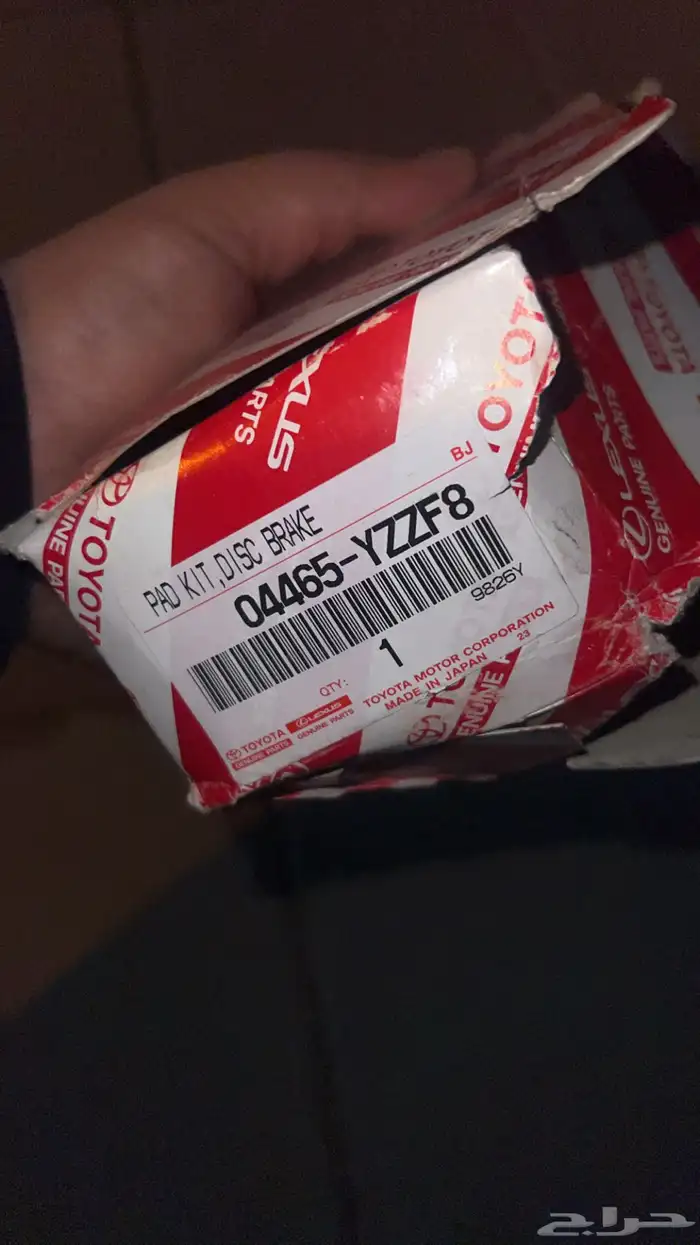 LEXUS
PARTS
TOYOTA
TOYOTA
GENUINE PARTS
LEXUS
BJ
PAD KIT, DISC BRAKE
04465-YZZF8
9826Y
QTY: 1
TOYOTA
GENUINE PARTS
LEXUS
GENUINE PARTS
TOYOTA MOTOR CORPORATION
MADE IN JAPAN 23
حراج